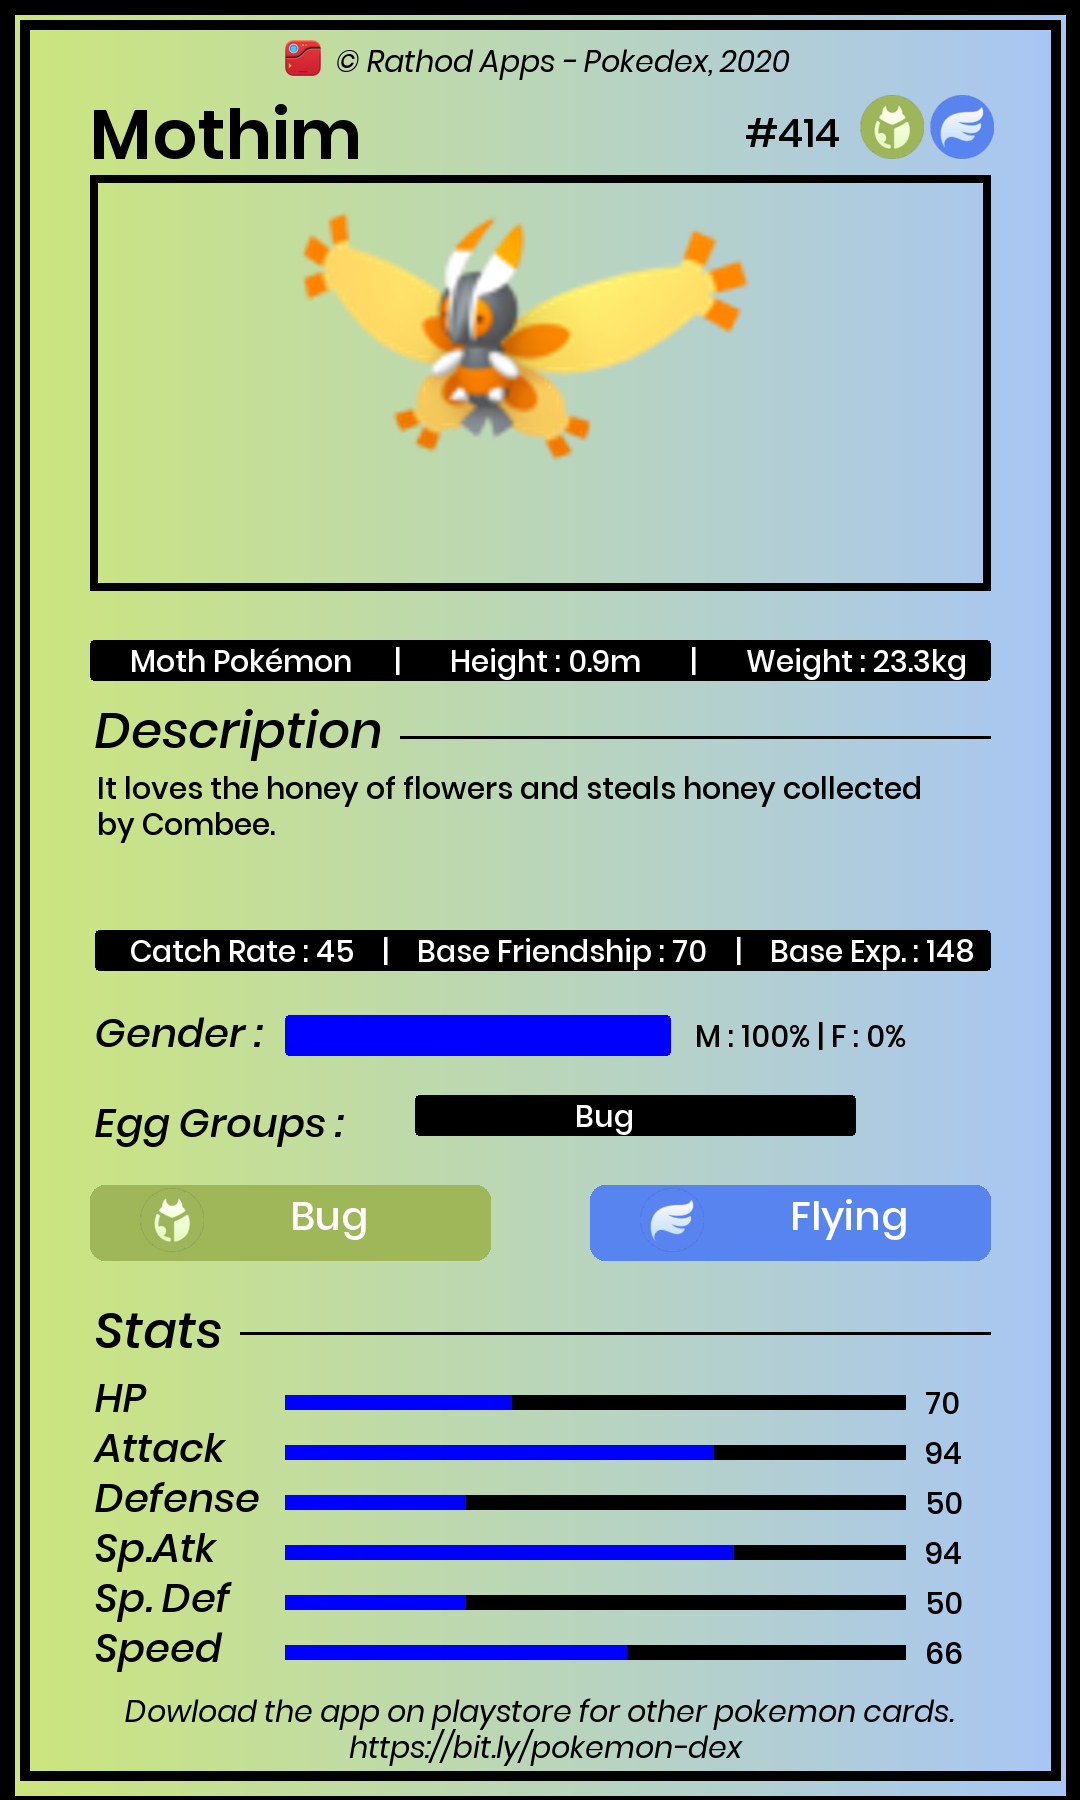 © Rathod Apps - Pokedex, 2020
Mothim #414
Moth Pokémon | Height : 0.9m | Weight : 23.3kg
Description
It loves the honey of flowers and steals honey collected
by Combee.
Catch Rate : 45 | Base Friendship : 70 | Base Exp. : 148
Gender : M : 100% | F : 0%
Egg Groups : Bug
Bug Flying
Stats
HP 70
Attack 94
Defense 50
Sp.Atk 94
Sp. Def 50
Speed 66
Dowload the app on playstore for other pokemon cards.
https://bit.ly/pokemon-dex